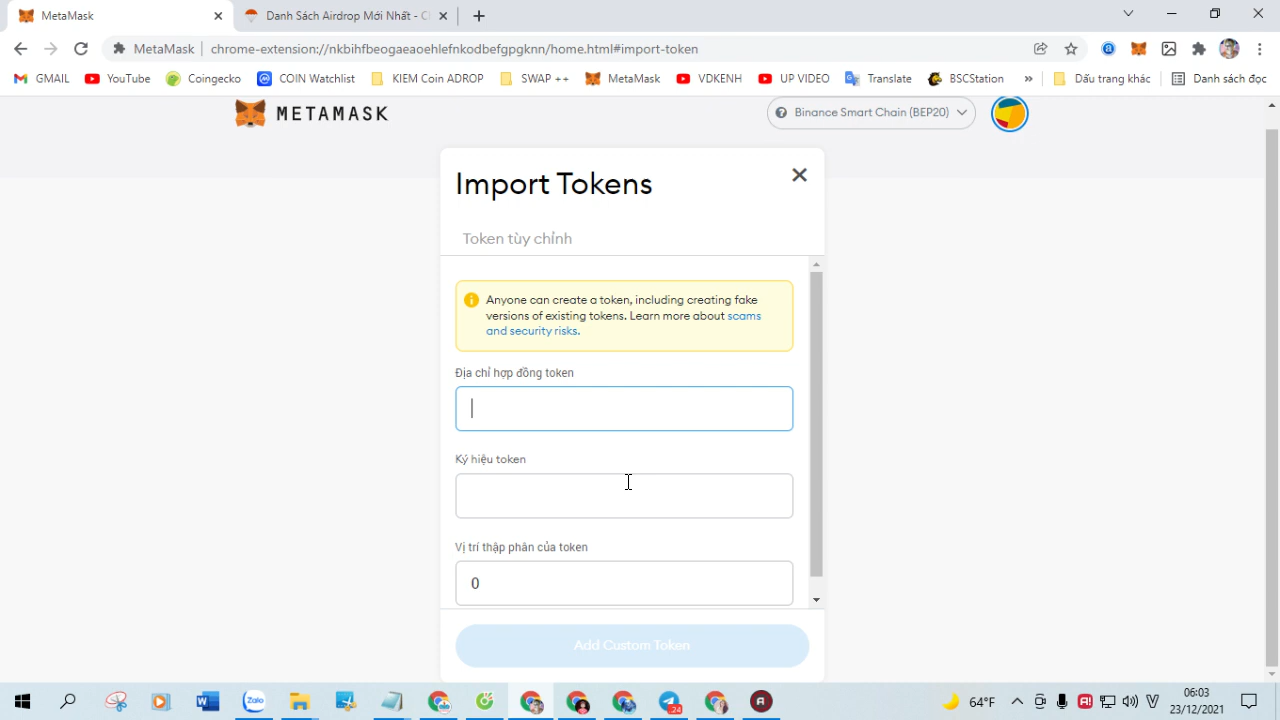 MetaMask
Danh Sách Airdrop Mới Nhất - C
MetaMask
chrome-extension://nkbihfbeogaeaoehlefnkodbefgpgknn/home.html#import-token
GMAIL
YouTube
Coingecko
COIN Watchlist
KIEM Coin ADROP
SWAP ++
MetaMask
VDKENH
UP VIDEO
Translate
BSCStation
»
Dấu trang khác
Danh sách đọc
METAMASK
Binance Smart Chain (BEP20)
Import Tokens
Token tùy chỉnh
Anyone can create a token, including creating fake
versions of existing tokens. Learn more about scams
and security risks.
Địa chỉ hợp đồng token
Ký hiệu token
Vị trí thập phân của token
0
Add Custom Token
Zalo
24
64°F
06:03
23/12/2021